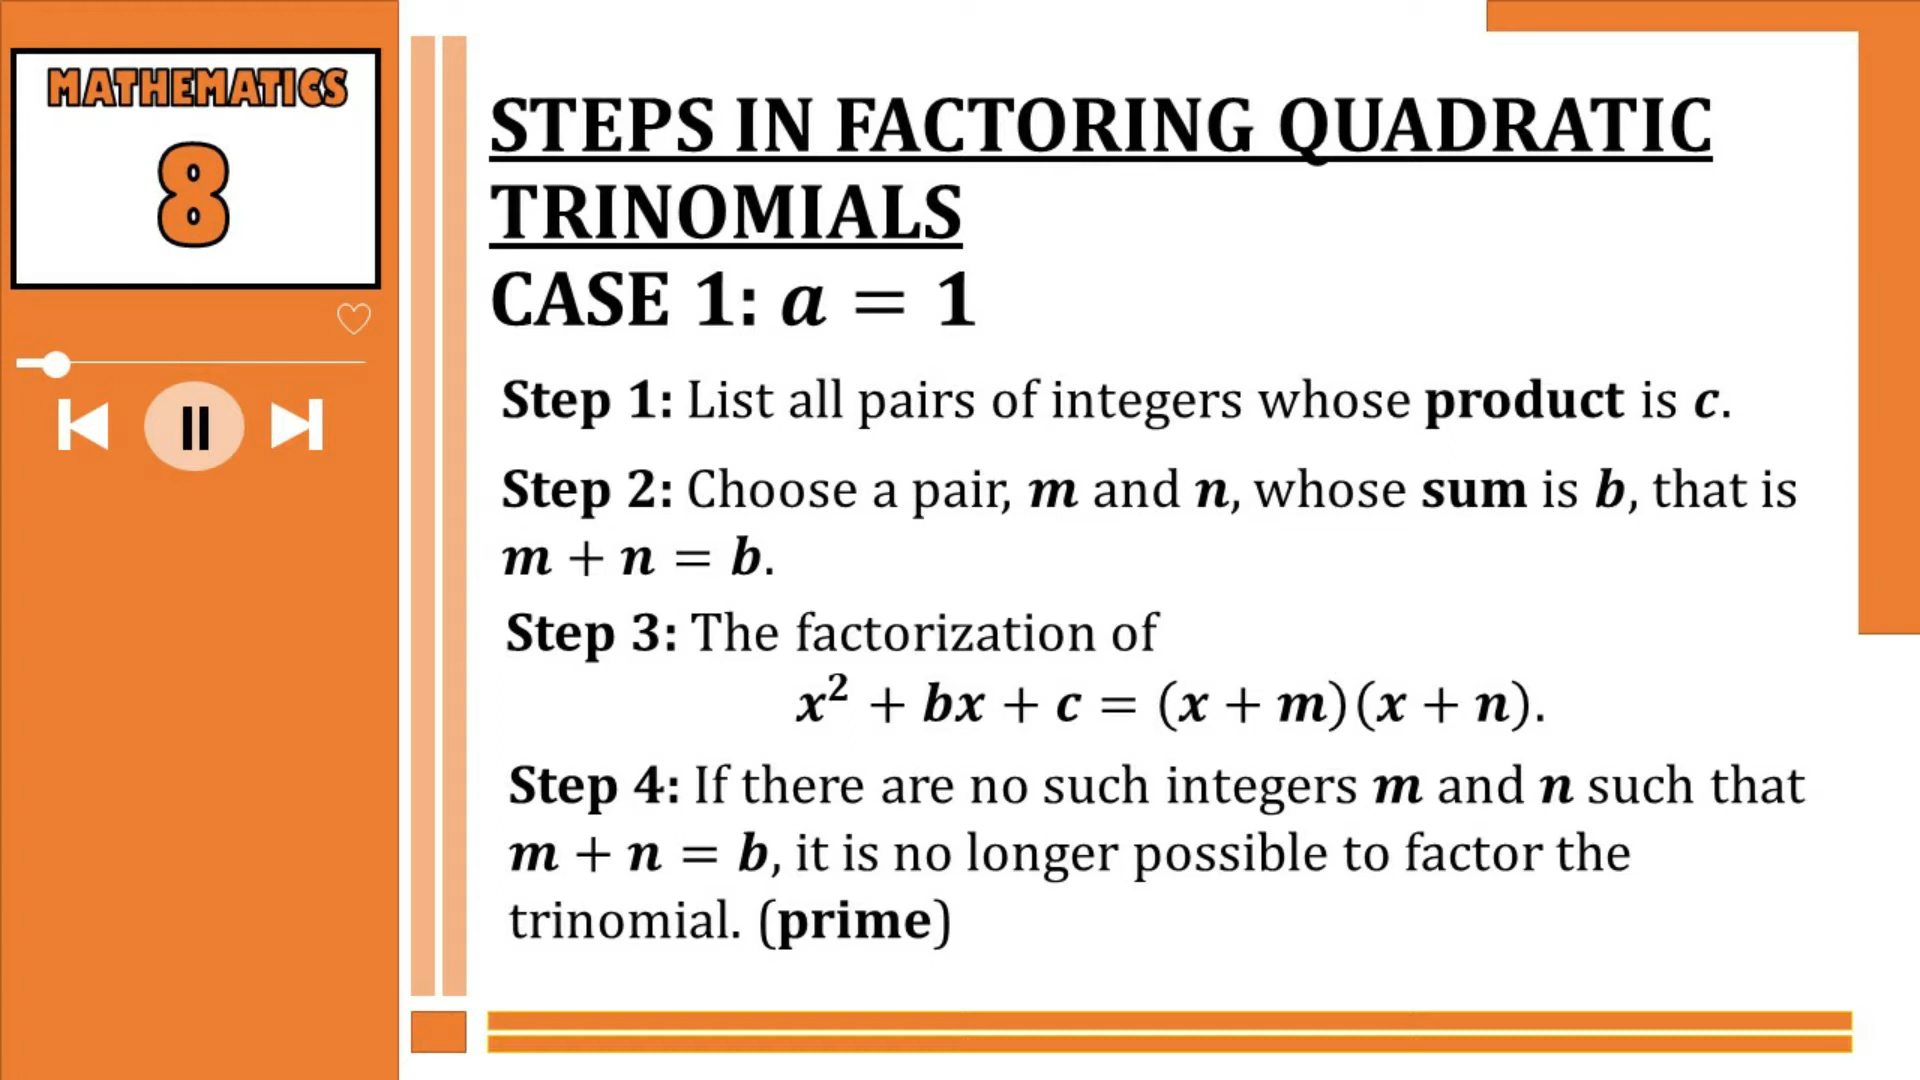 MATHEMATICS
8
STEPS IN FACTORING QUADRATIC
TRINOMIALS
CASE 1: a = 1
Step 1: List all pairs of integers whose product is c.
Step 2: Choose a pair, m and n, whose sum is b, that is
m + n = b.
Step 3: The factorization of
x² + bx + c = (x + m)(x + n).
Step 4: If there are no such integers m and n such that
m + n = b, it is no longer possible to factor the
trinomial. (prime)